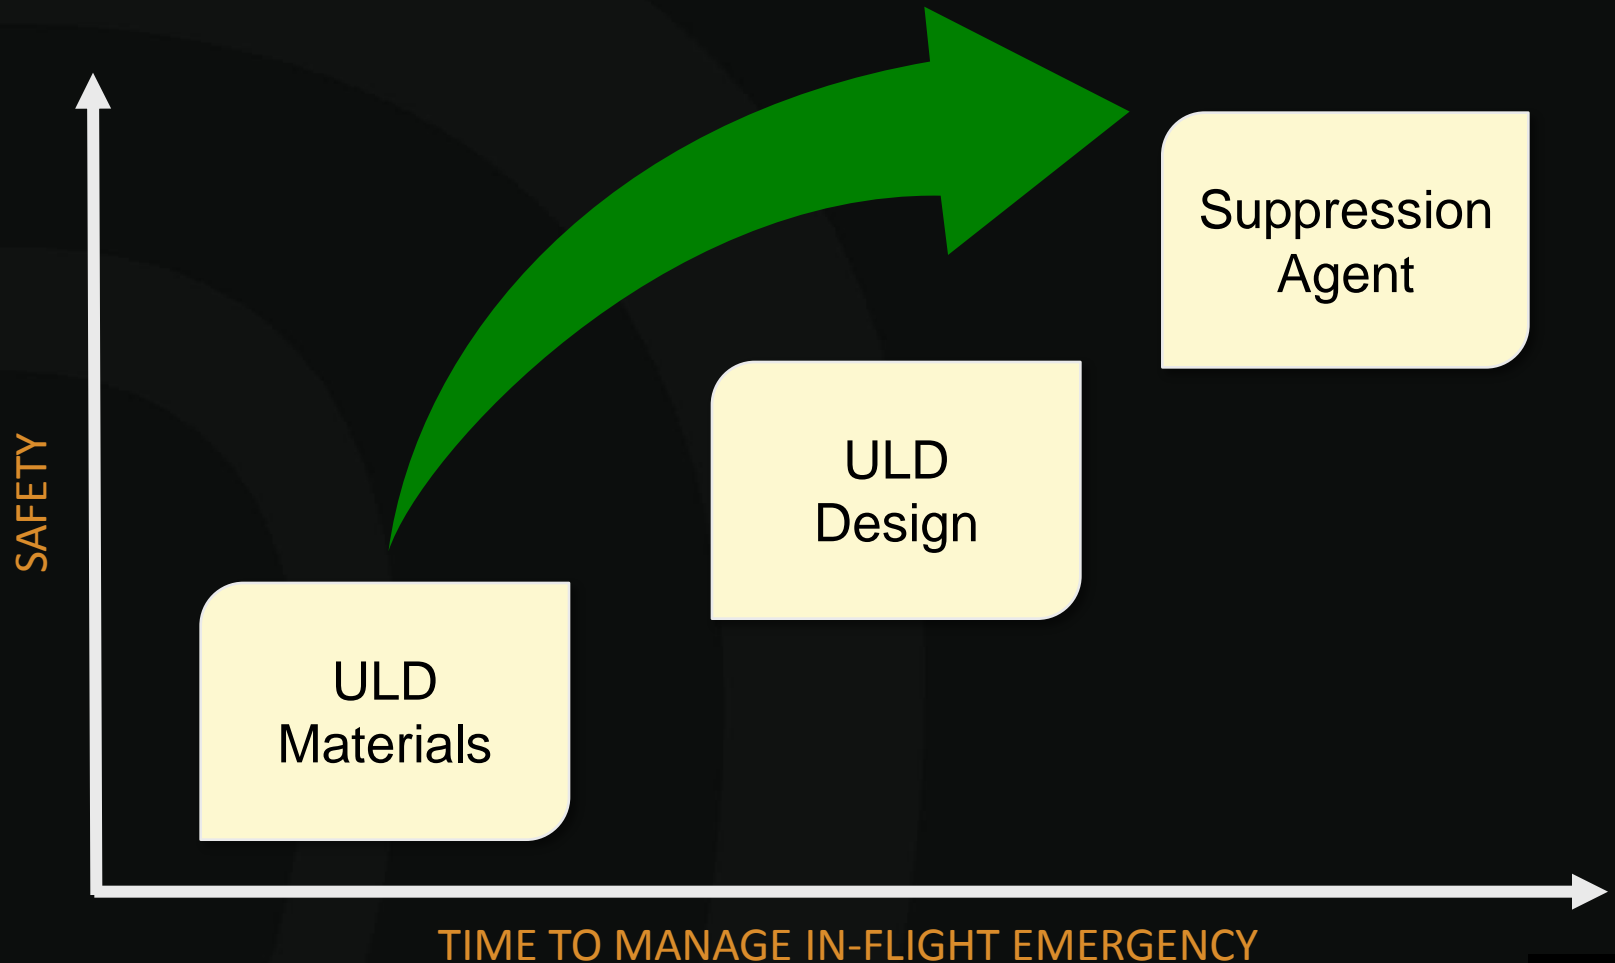 SAFETY
Suppression
Agent
ULD
Design
ULD
Materials
TIME TO MANAGE IN-FLIGHT EMERGENCY